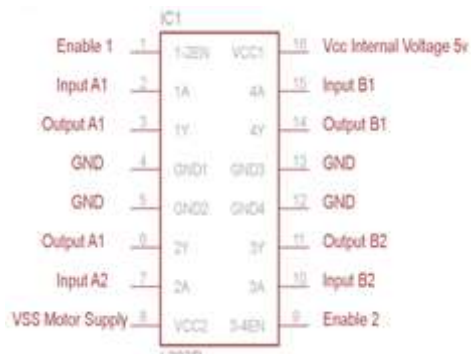 IC1
Enable 1 1 1-2EN VCC1 16 Vcc Internal Voltage 5v
Input A1 2 1A 4A 15 Input B1
Output A1 3 1Y 4Y 14 Output B1
GND 4 GND1 GND3 13 GND
GND 5 GND2 GND4 12 GND
Output A1 6 2Y 3Y 11 Output B2
Input A2 7 2A 3A 10 Input B2
VSS Motor Supply 8 VCC2 3-4EN 9 Enable 2